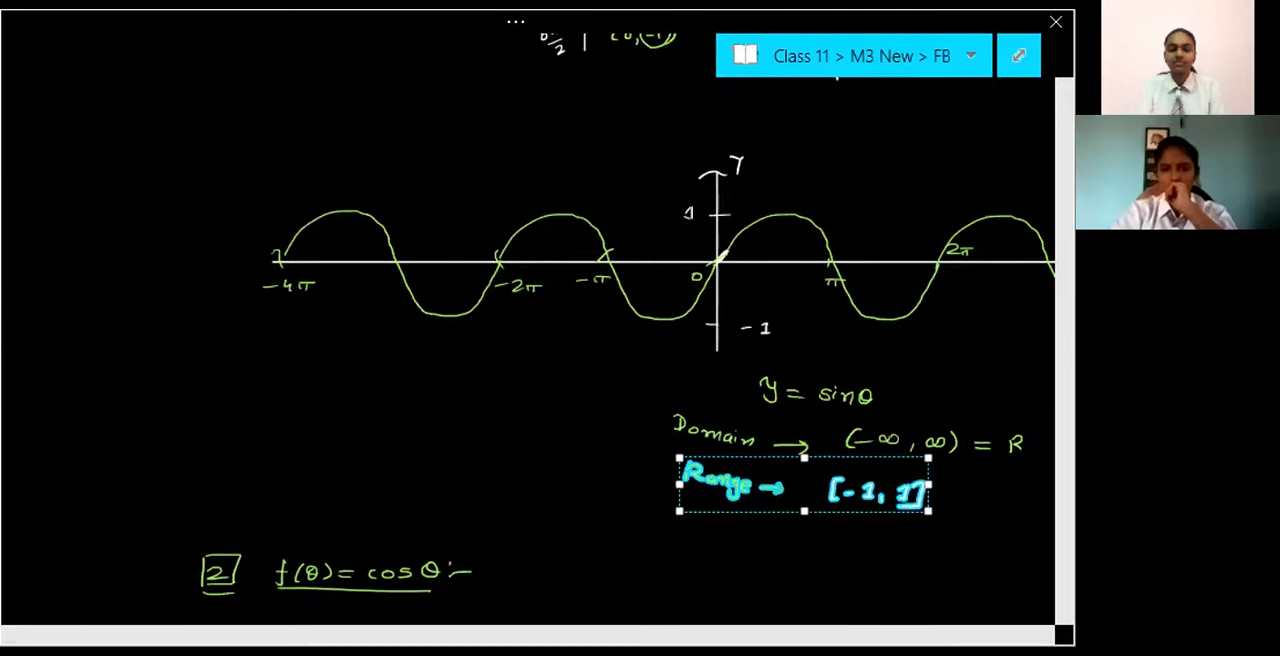 Class 11 > M3 New > FB
Y
1
2π
-4π
-2π
-π
0
π
-1
y = sinθ
Domain → (-∞, ∞) = R
Range → [-1, 1]
2 f(θ) = cosθ :-